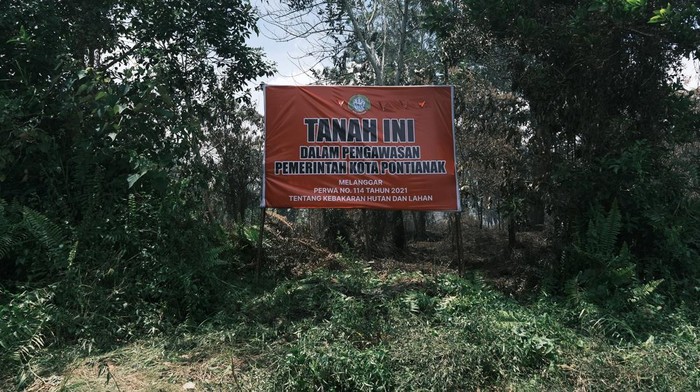 TANAH INI
DALAM PENGAWASAN
PEMERINTAH KOTA PONTIANAK
MELANGGAR
PERWA NO. 114 TAHUN 2021
TENTANG KEBAKARAN HUTAN DAN LAHAN